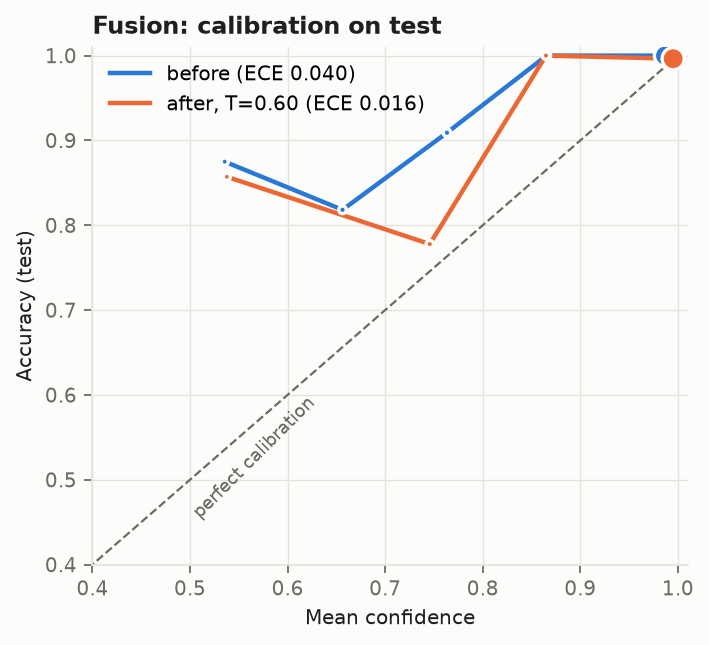 Fusion: calibration on test
before (ECE 0.040)
after, T=0.60 (ECE 0.016)
1.0
0.9
0.8
0.7
0.6
0.5
0.4
Accuracy (test)
perfect calibration
0.4 0.5 0.6 0.7 0.8 0.9 1.0
Mean confidence